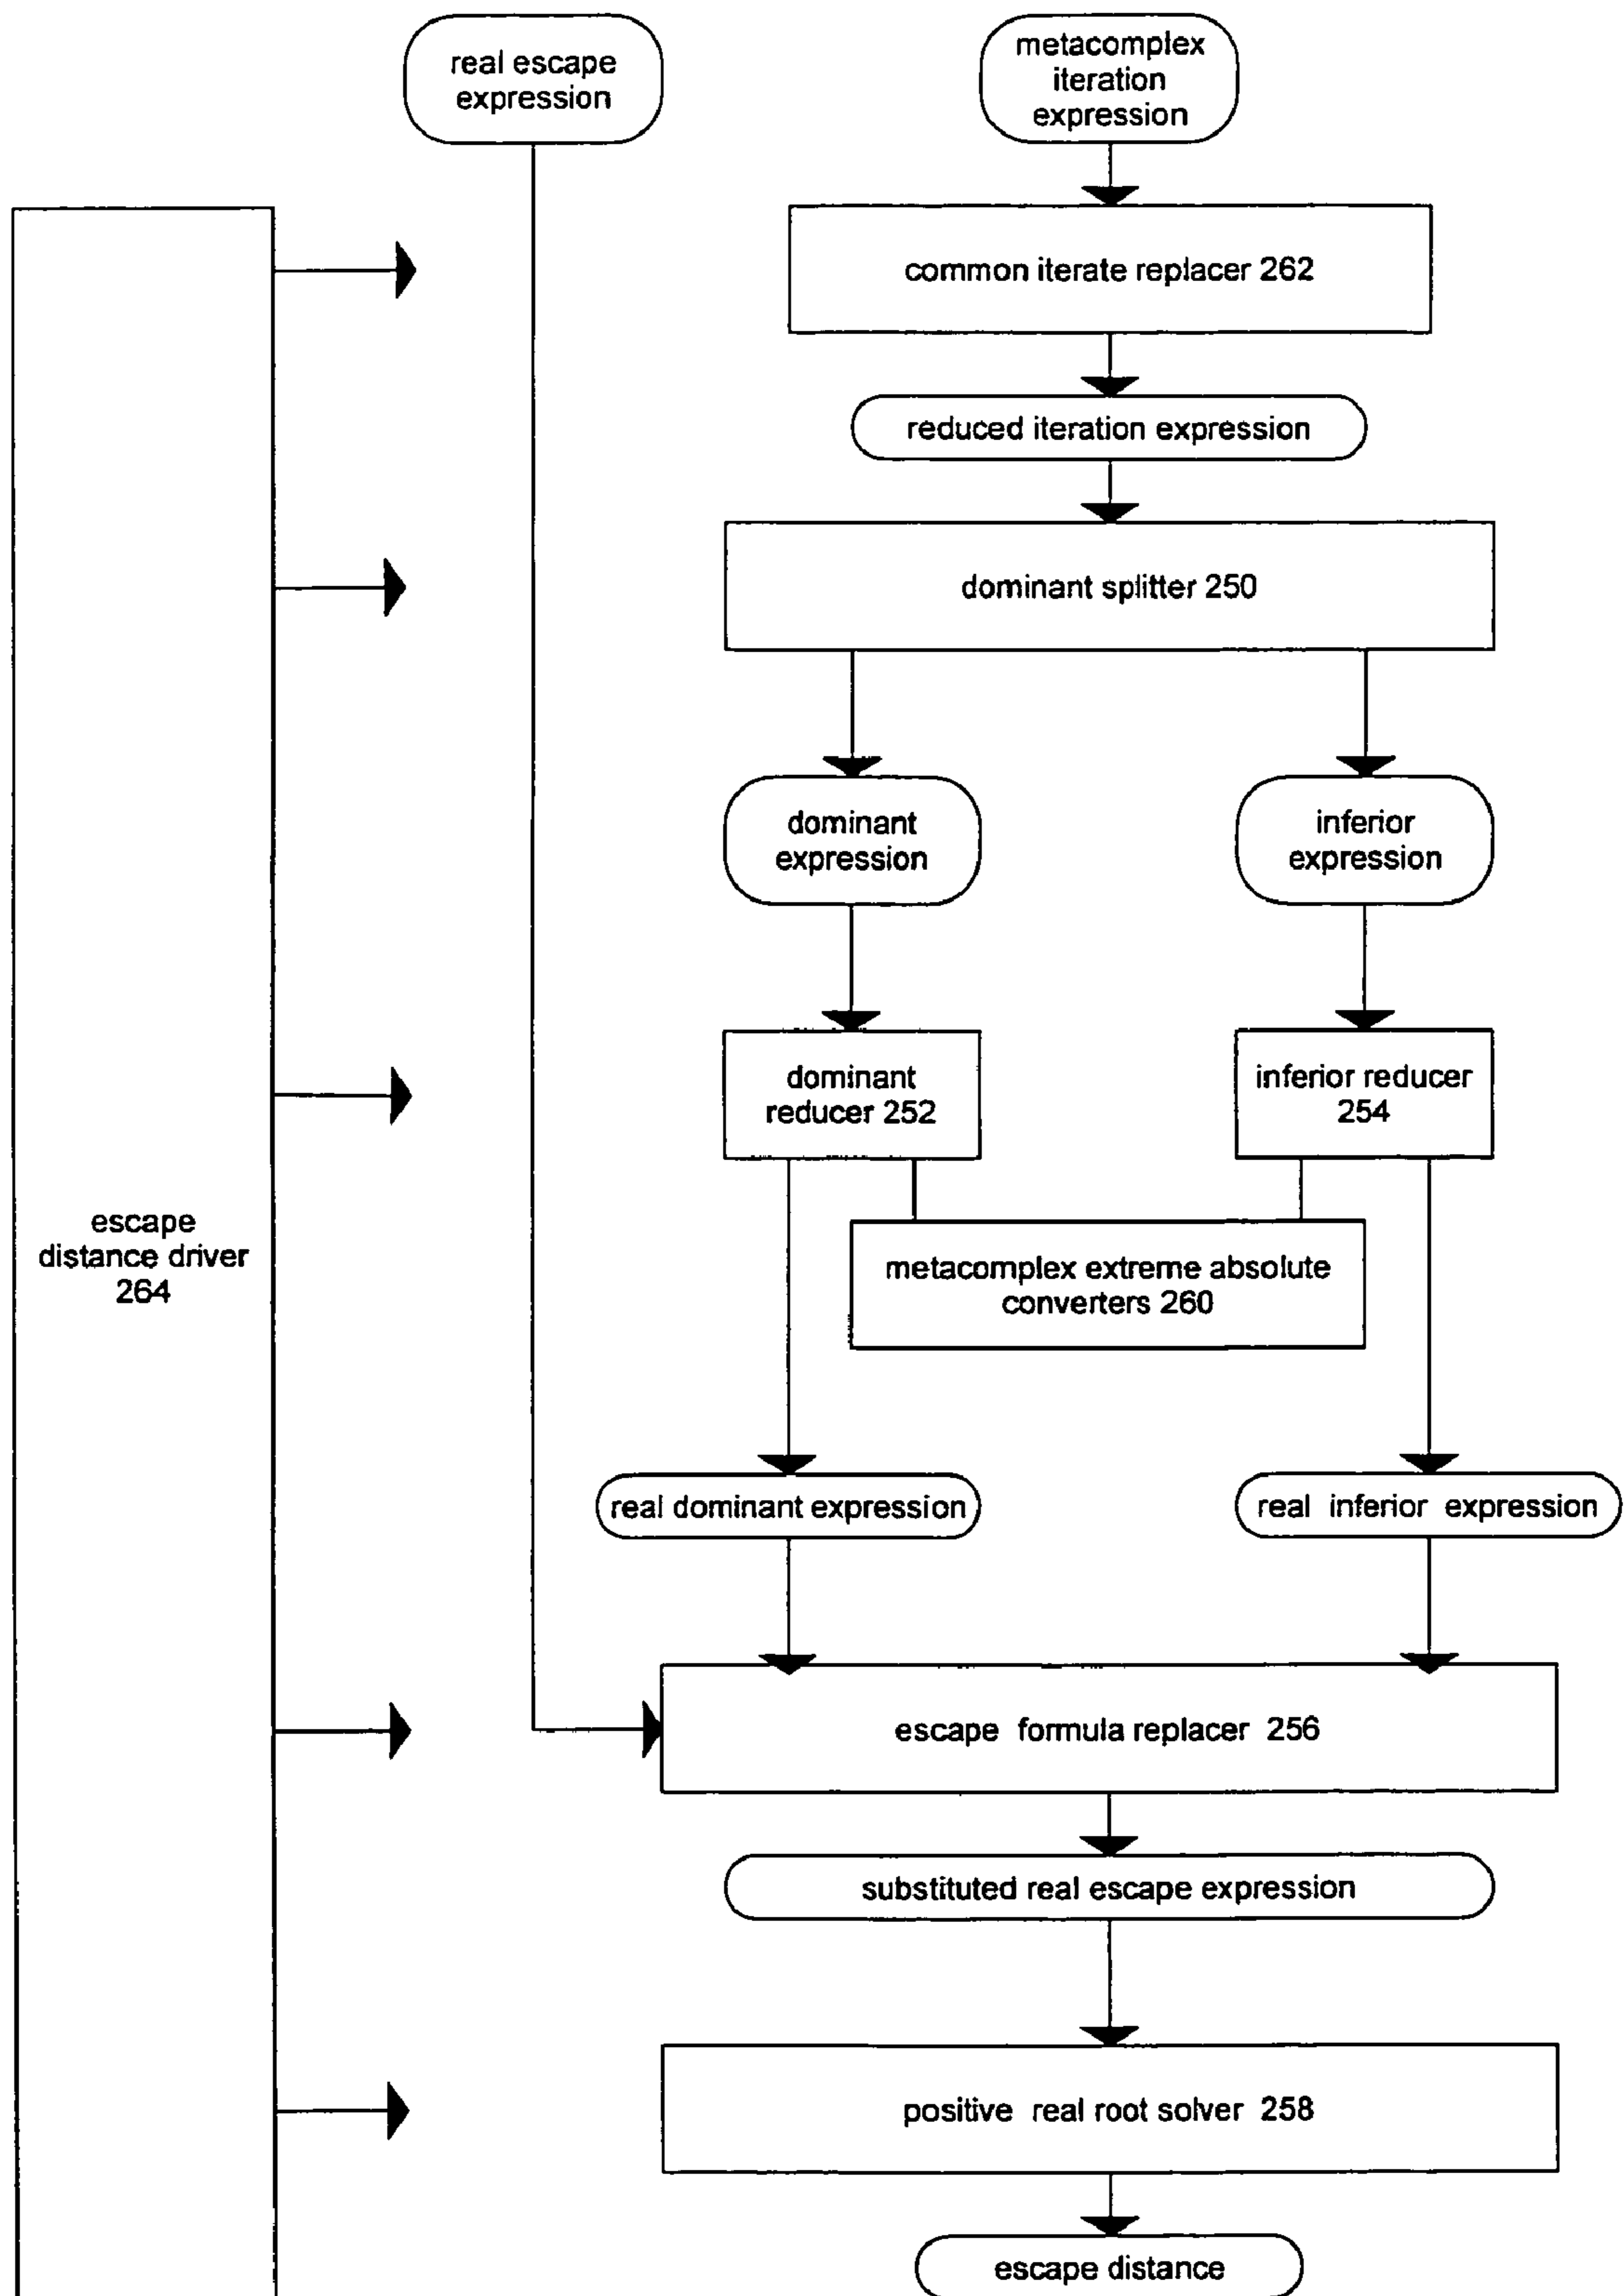 real escape
expression
metacomplex
iteration
expression
common iterate replacer 262
reduced iteration expression
dominant splitter 250
dominant
expression
inferior
expression
dominant
reducer 252
inferior reducer
254
escape
distance driver
264
metacomplex extreme absolute
converters 260
real dominant expression
real inferior expression
escape formula replacer 256
substituted real escape expression
positive real root solver 258
escape distance